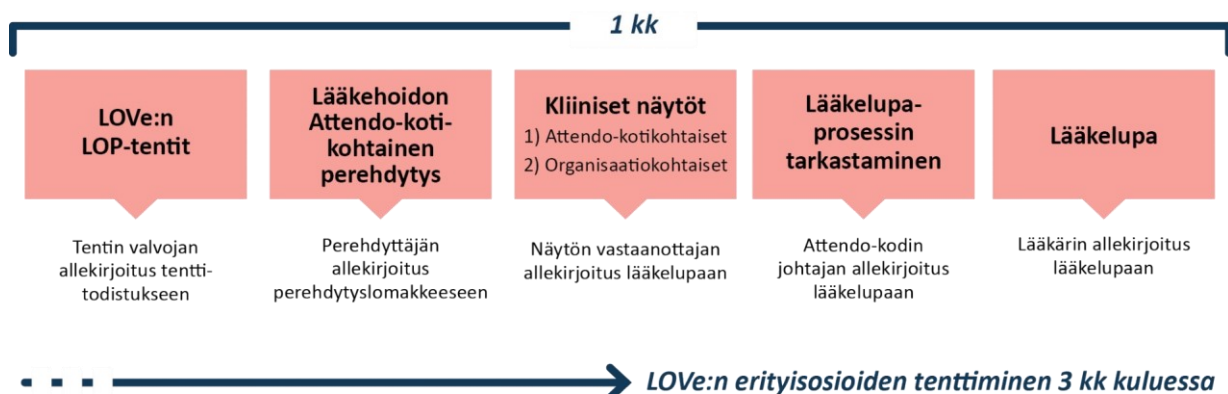 1 kk
LOVe:n
LOP-tentit
Tentin valvojan
allekirjoitus tentti-
todistukseen
Lääkehoidon
Attendo-koti-
kohtainen
perehdytys
Perehdyttäjän
allekirjoitus
perehdytyslomakkeeseen
Kliiniset näytöt
1) Attendo-kotikohtaiset
2) Organisaatiokohtaiset
Näytön vastaanottajan
allekirjoitus lääkelupaan
Lääkelupa-
prosessin
tarkastaminen
Attendo-kodin
johtajan allekirjoitus
lääkelupaan
Lääkelupa
Lääkärin allekirjoitus
lääkelupaan
LOVe:n erityisosioiden tenttiminen 3 kk kuluessa